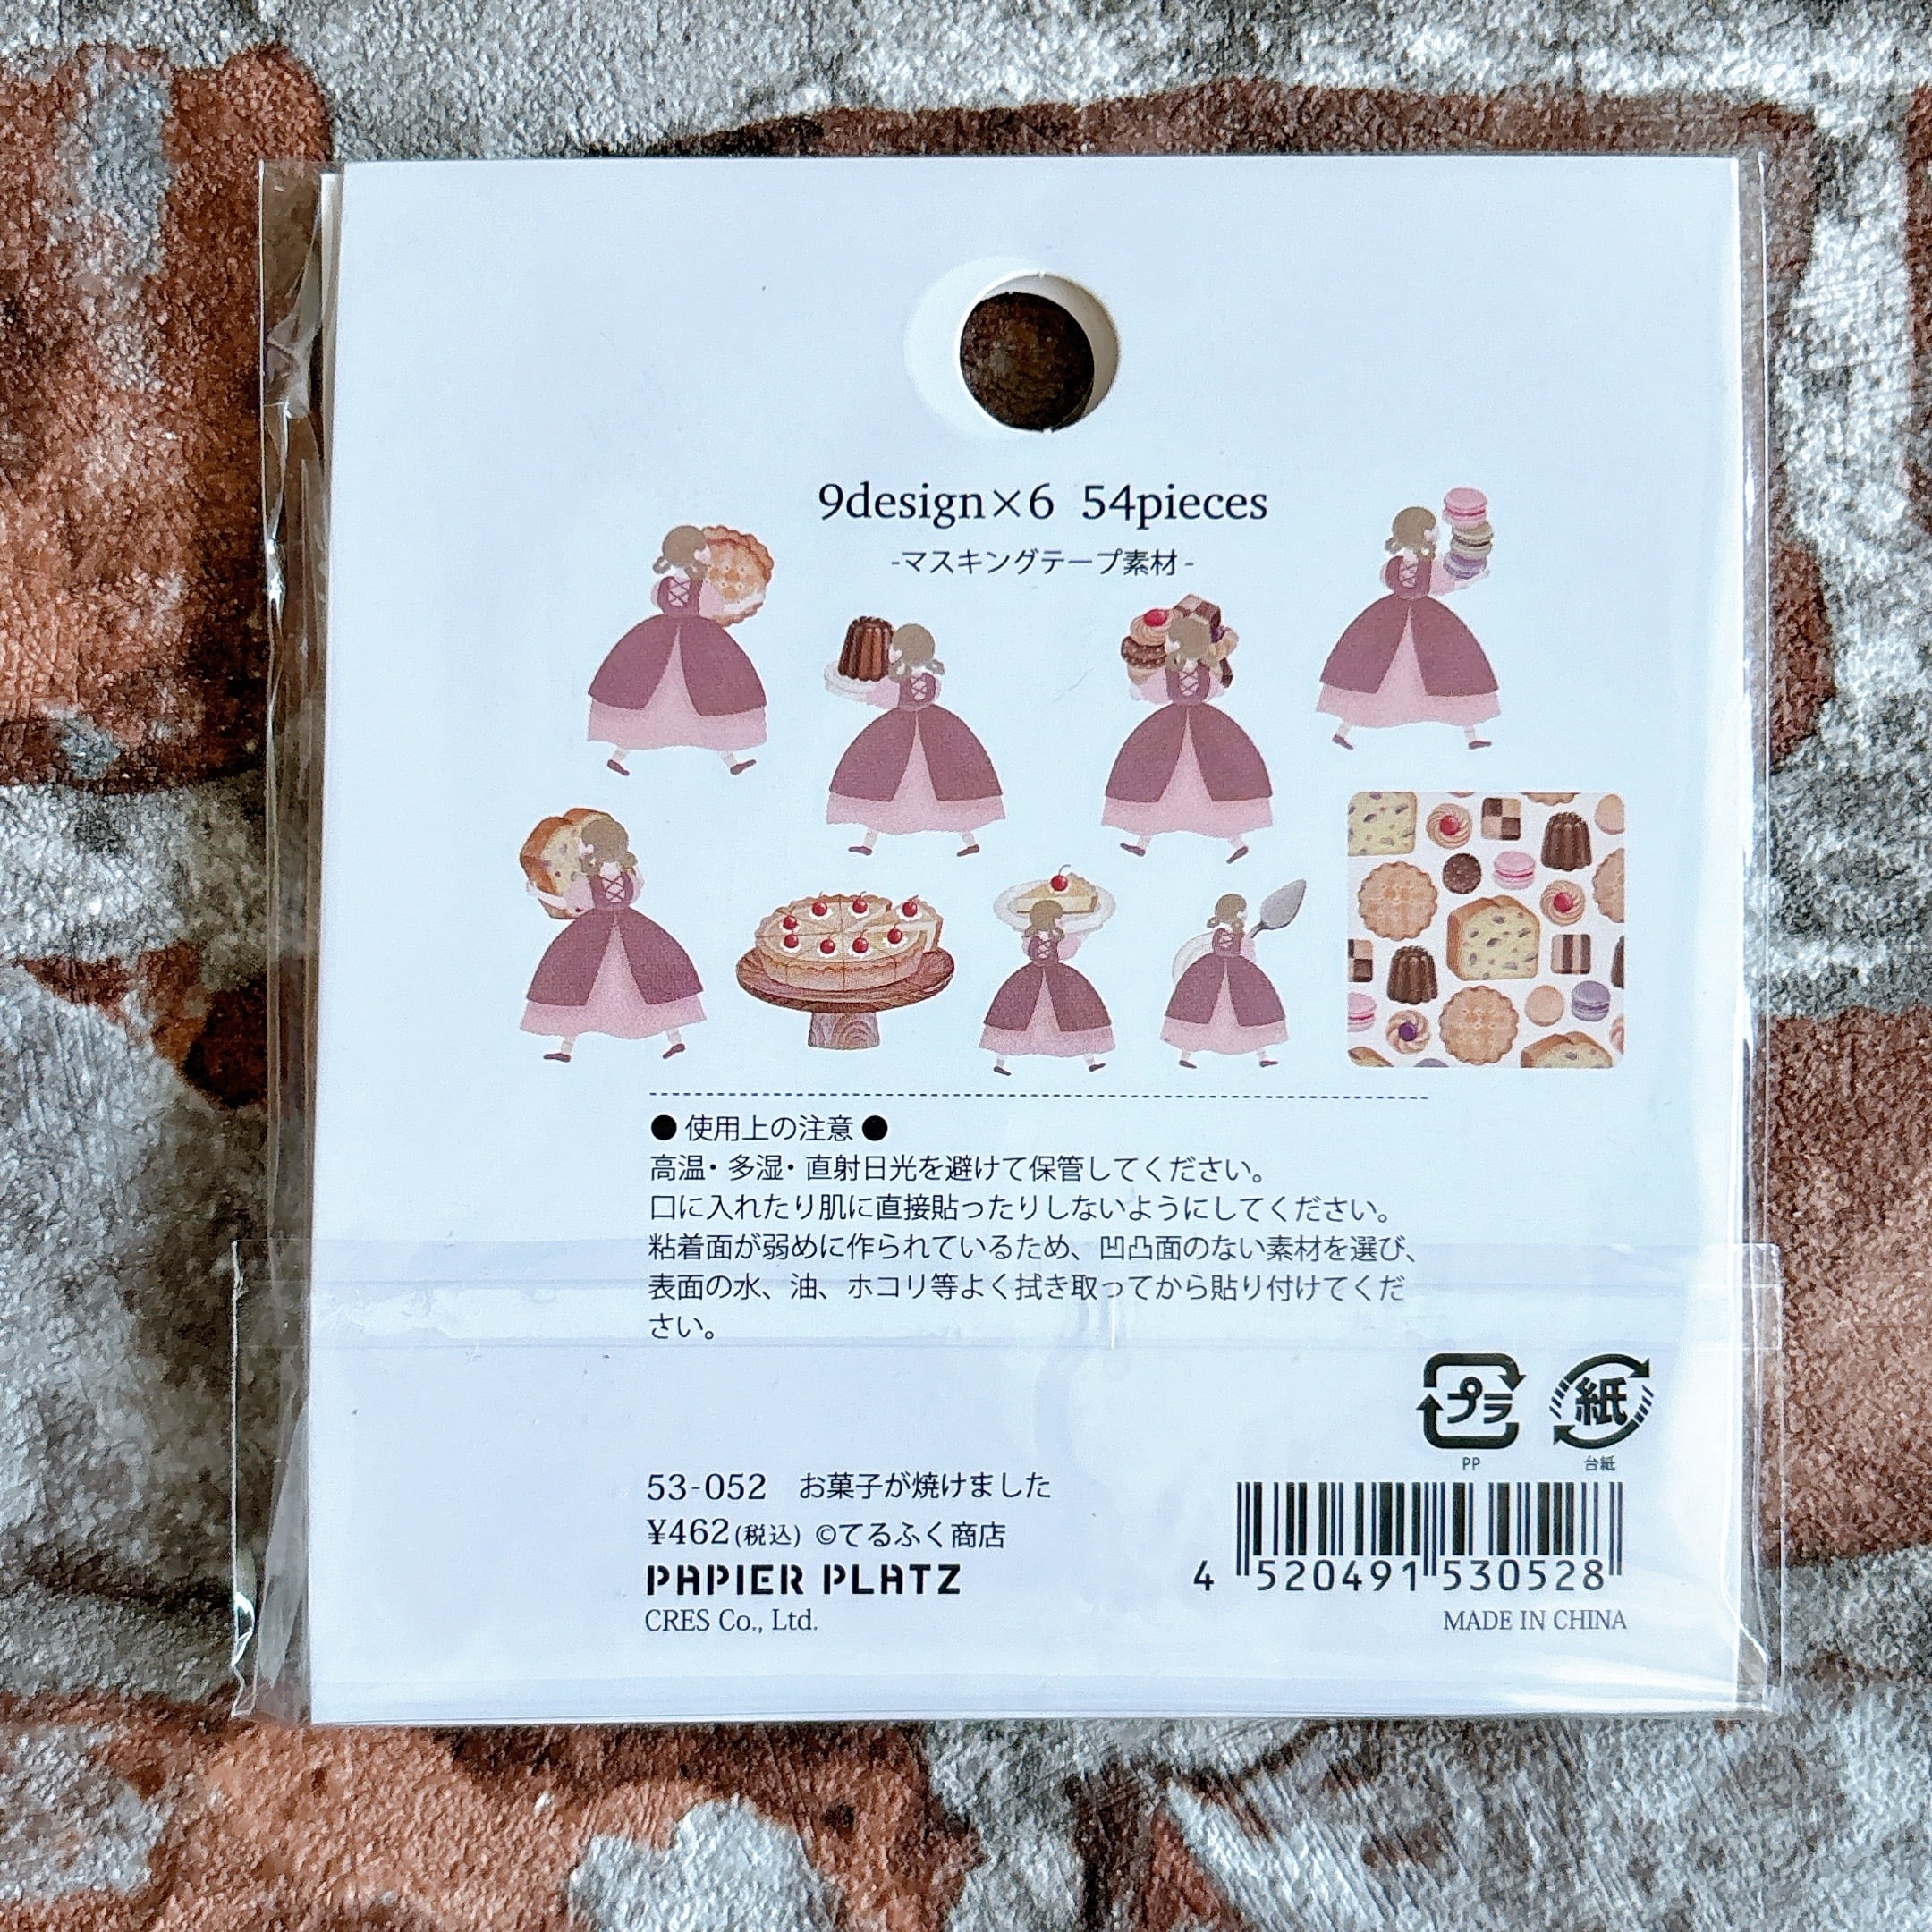 9design×6 54pieces
-マスキングテープ素材-
● 使用上の注意 ●
高温・多湿・直射日光を避けて保管してください。
口に入れたり肌に直接貼ったりしないようにしてください。
粘着面が弱めに作られているため、凹凸面のない素材を選び、
表面の水、油、ホコリ等よく拭き取ってから貼り付けてくだ
さい。
プラ 紙
PP 台紙
53-052 お菓子が焼けました
¥462(税込) ©てるふく商店
PAPIER PLATZ
CRES Co., Ltd.
4 520491 530528
MADE IN CHINA